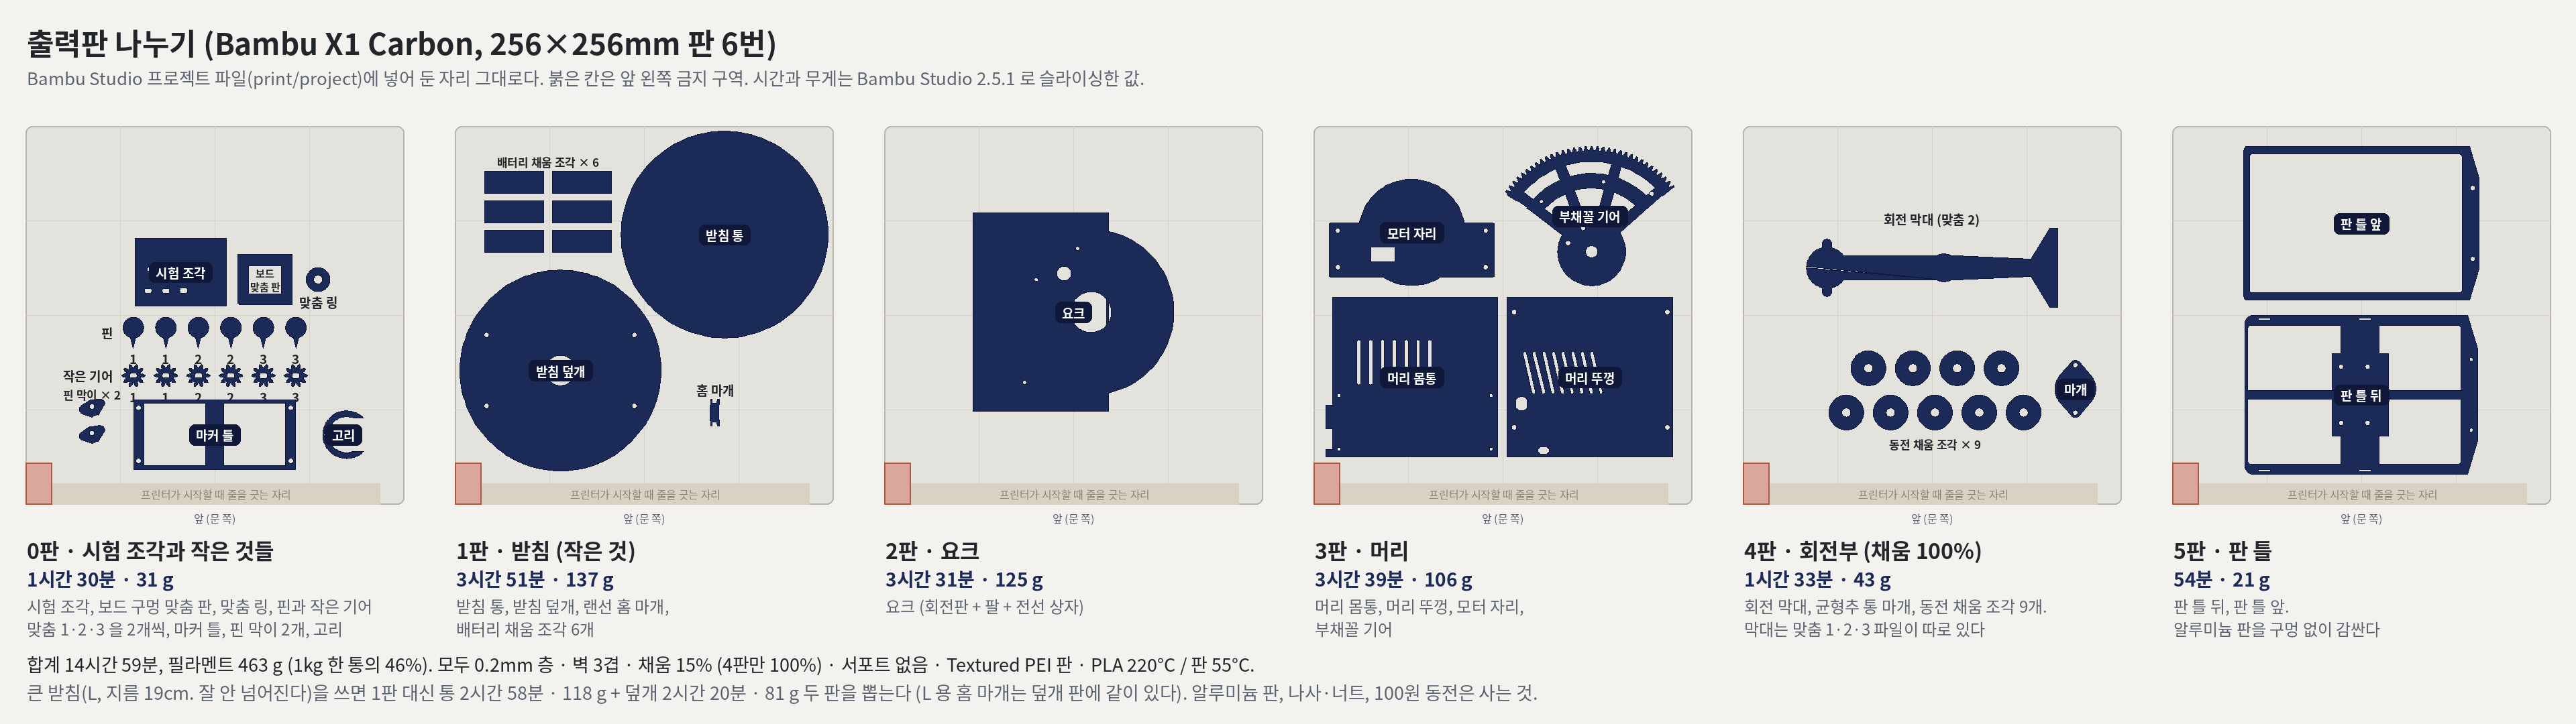 출력판 나누기 (Bambu X1 Carbon, 256×256mm 판 6번)
Bambu Studio 프로젝트 파일(print/project)에 넣어 둔 자리 그대로다. 붉은 칸은 앞 왼쪽 금지 구역. 시간과 무게는 Bambu Studio 2.5.1 로 슬라이싱한 값.
시험 조각
보드
맞춤 판
맞춤 링
핀
1 1 2 2 3 3
작은 기어
핀 막이 × 2
1 1 2 2 3 3
마커 틀
고리
프린터가 시작할 때 줄을 긋는 자리
앞 (문 쪽)
0판 · 시험 조각과 작은 것들
1시간 30분 · 31 g
시험 조각, 보드 구멍 맞춤 판, 맞춤 링, 핀과 작은 기어
맞춤 1·2·3 을 2개씩, 마커 틀, 핀 막이 2개, 고리
배터리 채움 조각 × 6
받침 통
받침 덮개
홈 마개
프린터가 시작할 때 줄을 긋는 자리
앞 (문 쪽)
1판 · 받침 (작은 것)
3시간 51분 · 137 g
받침 통, 받침 덮개, 랜선 홈 마개,
배터리 채움 조각 6개
요크
프린터가 시작할 때 줄을 긋는 자리
앞 (문 쪽)
2판 · 요크
3시간 31분 · 125 g
요크 (회전판 + 팔 + 전선 상자)
모터 자리
부채꼴 기어
머리 몸통
머리 뚜껑
프린터가 시작할 때 줄을 긋는 자리
앞 (문 쪽)
3판 · 머리
3시간 39분 · 106 g
머리 몸통, 머리 뚜껑, 모터 자리,
부채꼴 기어
회전 막대 (맞춤 2)
마개
동전 채움 조각 × 9
프린터가 시작할 때 줄을 긋는 자리
앞 (문 쪽)
4판 · 회전부 (채움 100%)
1시간 33분 · 43 g
회전 막대, 균형추 통 마개, 동전 채움 조각 9개.
막대는 맞춤 1·2·3 파일이 따로 있다
판 틀 앞
판 틀 뒤
프린터가 시작할 때 줄을 긋는 자리
앞 (문 쪽)
5판 · 판 틀
54분 · 21 g
판 틀 뒤, 판 틀 앞.
알루미늄 판을 구멍 없이 감싼다
합계 14시간 59분, 필라멘트 463 g (1kg 한 통의 46%). 모두 0.2mm 층 · 벽 3겹 · 채움 15% (4판만 100%) · 서포트 없음 · Textured PEI 판 · PLA 220°C / 판 55°C.
큰 받침(L, 지름 19cm. 잘 안 넘어진다)을 쓰면 1판 대신 통 2시간 58분 · 118 g + 덮개 2시간 20분 · 81 g 두 판을 뽑는다 (L 용 홈 마개는 덮개 판에 같이 있다). 알루미늄 판, 나사·너트, 100원 동전은 사는 것.